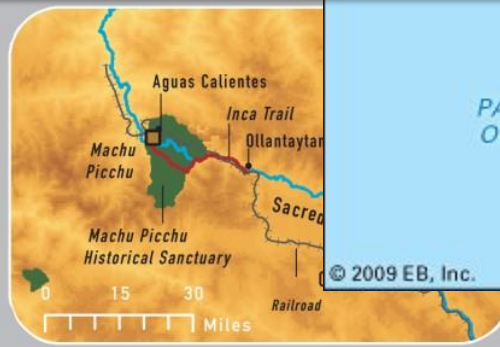 Aguas Calientes
Inca Trail
Machu
Picchu
Machu Picchu
Historical Sanctuary
Railroad
0 15 30
Miles
© 2009 EB, Inc.